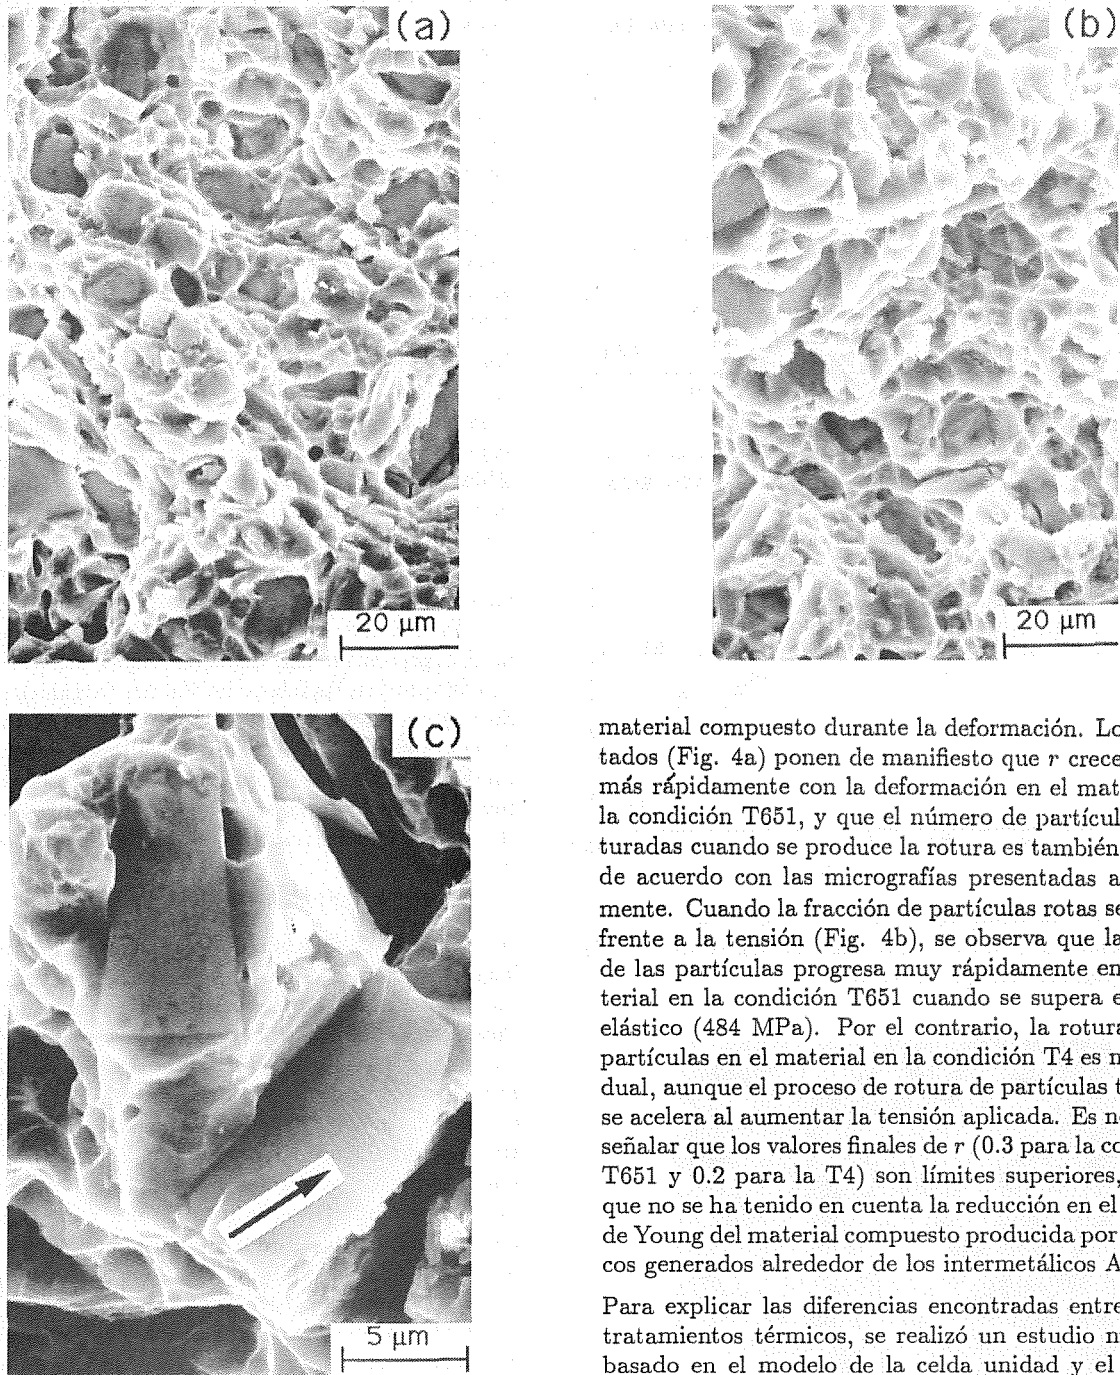 (a)
(b)
20 µm
20 µm
(c)
5 µm
material compuesto durante la deformación. Lo
tados (Fig. 4a) ponen de manifiesto que r crece
más rápidamente con la deformación en el mat
la condición T651, y que el número de partícul
turadas cuando se produce la rotura es también
de acuerdo con las micrografías presentadas a
mente. Cuando la fracción de partículas rotas se
frente a la tensión (Fig. 4b), se observa que la
de las partículas progresa muy rápidamente en
terial en la condición T651 cuando se supera e
elástico (484 MPa). Por el contrario, la rotura
partículas en el material en la condición T4 es n
dual, aunque el proceso de rotura de partículas t
se acelera al aumentar la tensión aplicada. Es n
señalar que los valores finales de r (0.3 para la co
T651 y 0.2 para la T4) son límites superiores,
que no se ha tenido en cuenta la reducción en el
de Young del material compuesto producida por
cos generados alrededor de los intermetálicos A
Para explicar las diferencias encontradas entre
tratamientos térmicos, se realizó un estudio n
basado en el modelo de la celda unidad y el